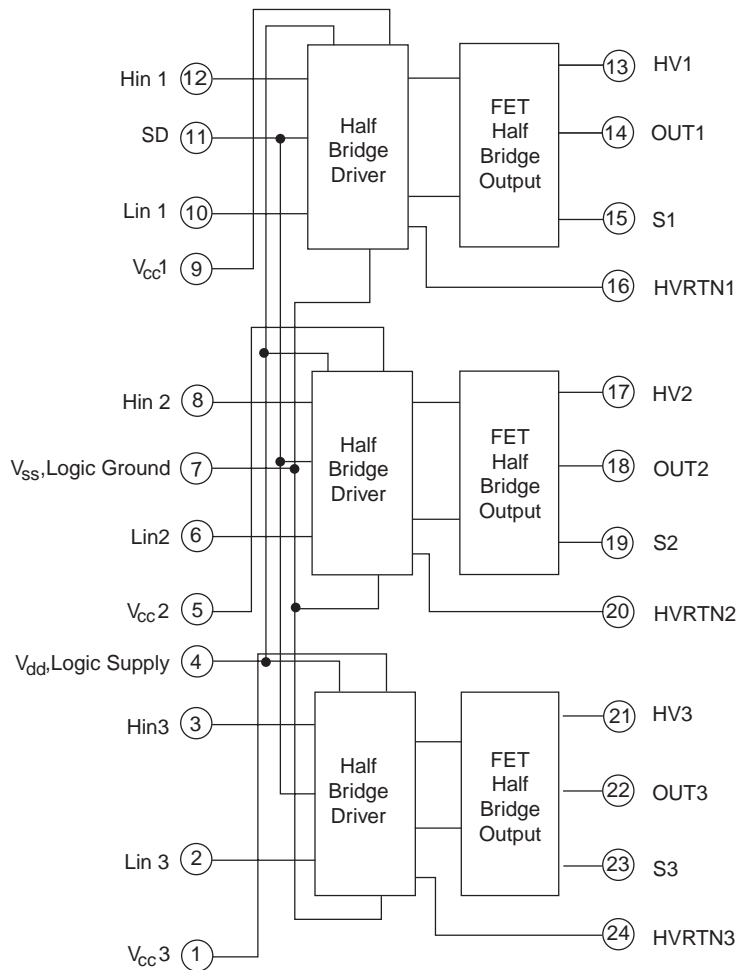 Hin 1 12
SD 11
Lin 1 10
Vcc1 9
Half
Bridge
Driver
FET
Half
Bridge
Output
13 HV1
14 OUT1
15 S1
16 HVRTN1
Hin 2 8
Vss,Logic Ground 7
Lin2 6
Vcc2 5
Half
Bridge
Driver
FET
Half
Bridge
Output
17 HV2
18 OUT2
19 S2
20 HVRTN2
Vdd,Logic Supply 4
Hin3 3
Lin 3 2
Vcc3 1
Half
Bridge
Driver
FET
Half
Bridge
Output
21 HV3
22 OUT3
23 S3
24 HVRTN3